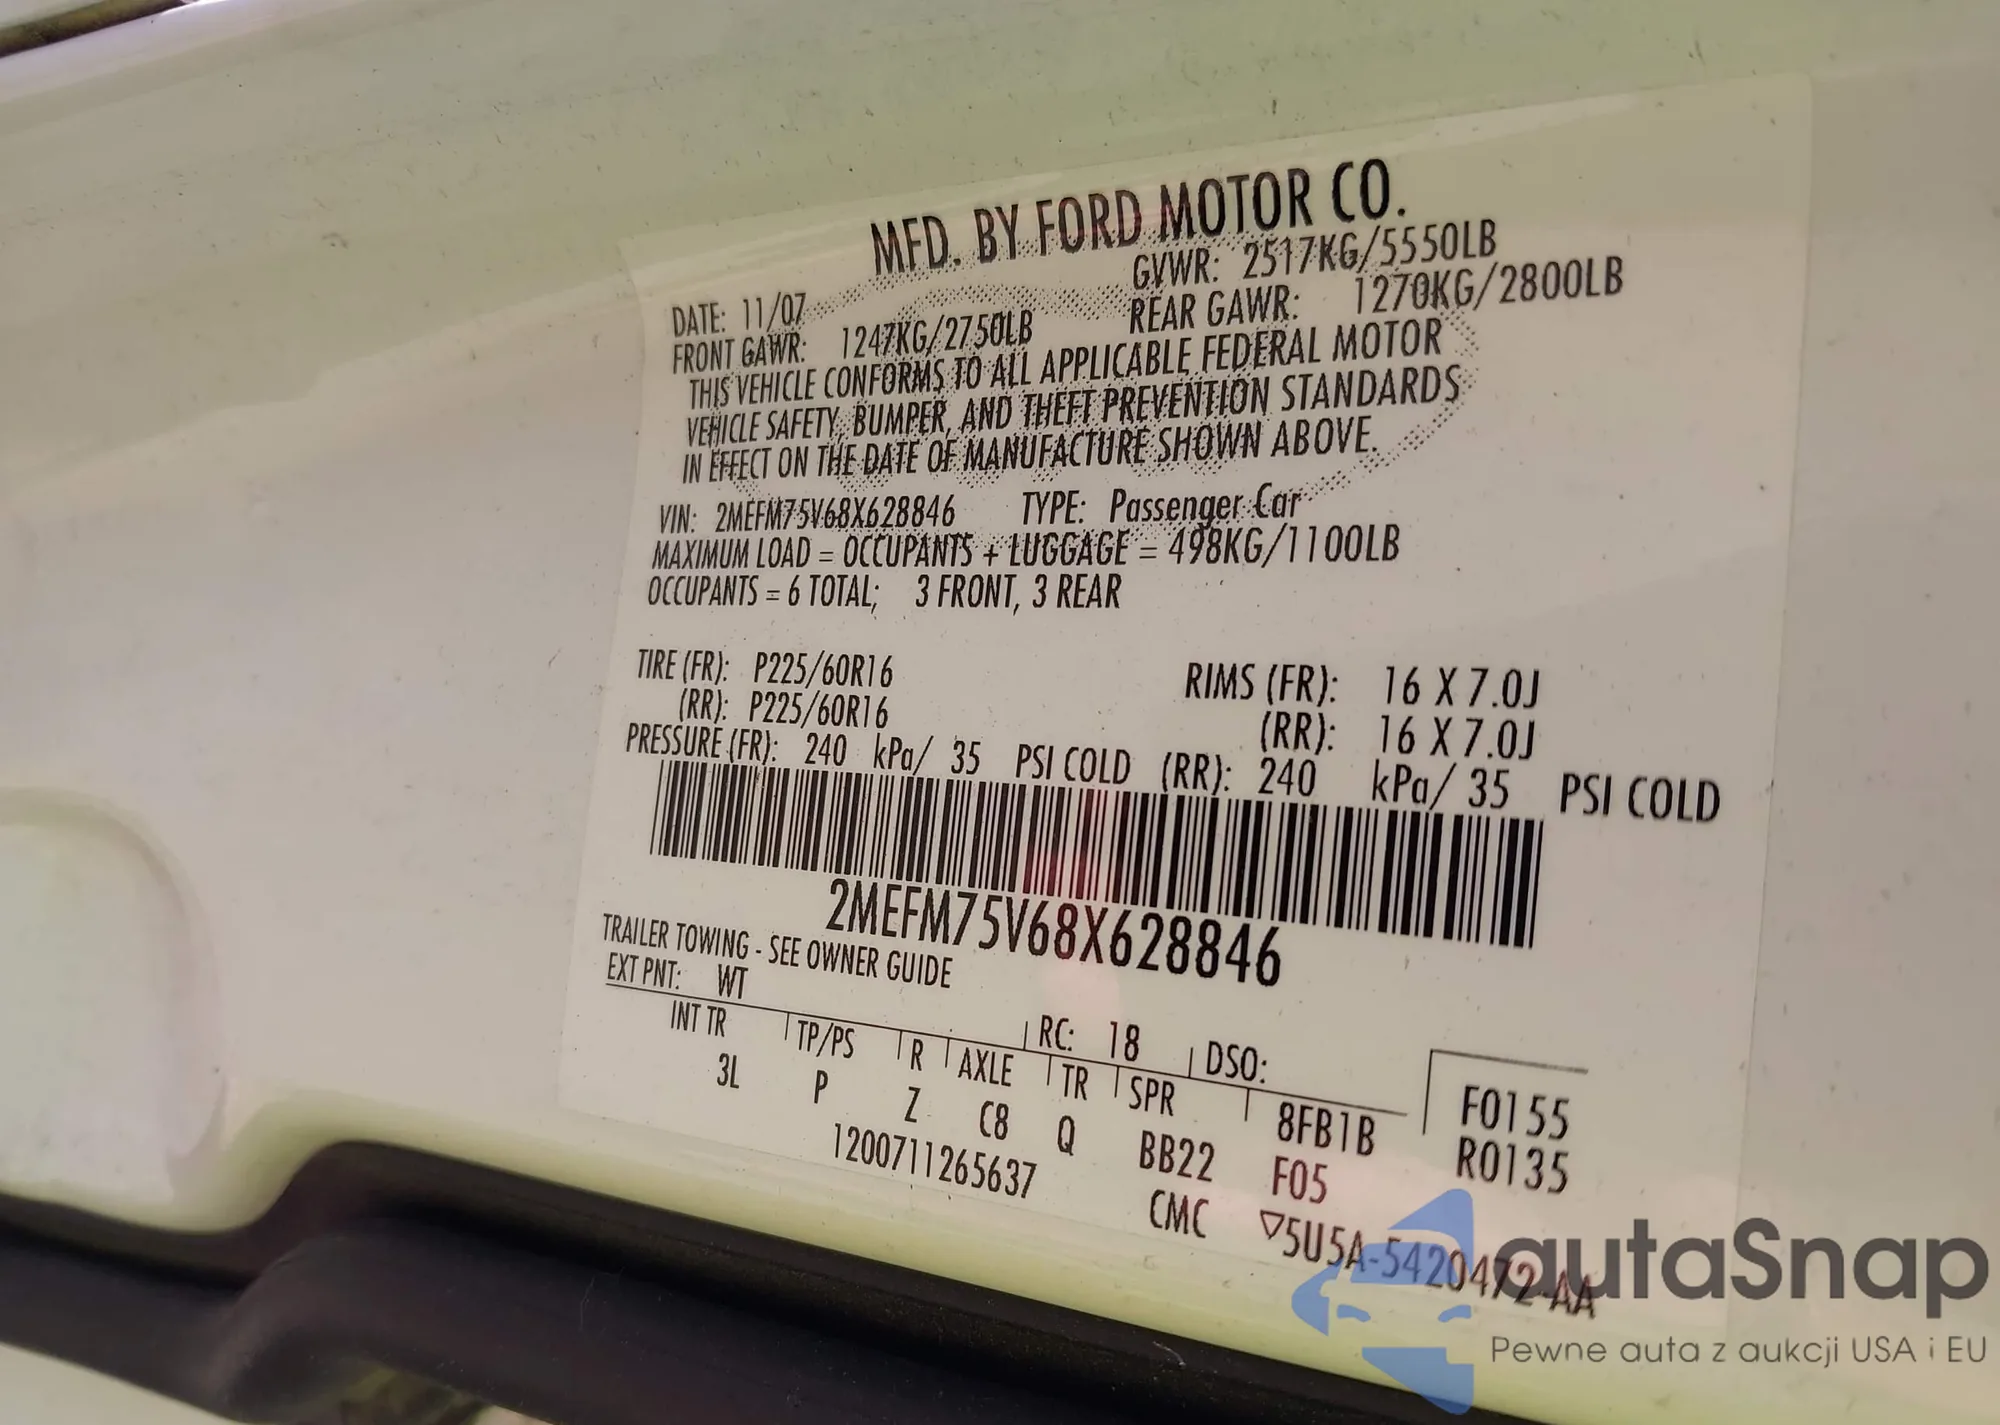 MFD. BY FORD MOTOR CO.
DATE: 11/07 GVWR: 2517KG/5550LB
FRONT GAWR: 1247KG/2750LB REAR GAWR: 1270KG/2800LB
THIS VEHICLE CONFORMS TO ALL APPLICABLE FEDERAL MOTOR
VEHICLE SAFETY, BUMPER, AND THEFT PREVENTION STANDARDS
IN EFFECT ON THE DATE OF MANUFACTURE SHOWN ABOVE.
VIN: 2MEFM75V68X628846 TYPE: Passenger Car
MAXIMUM LOAD = OCCUPANTS + LUGGAGE = 498KG/1100LB
OCCUPANTS = 6 TOTAL; 3 FRONT, 3 REAR
TIRE (FR): P225/60R16 RIMS (FR): 16 X 7.0J
(RR): P225/60R16 (RR): 16 X 7.0J
PRESSURE (FR): 240 kPa/ 35 PSI COLD (RR): 240 kPa/ 35 PSI COLD
2MEFM75V68X628846
TRAILER TOWING - SEE OWNER GUIDE
EXT PNT: WT RC: 18 DSO:
INT TR TP/PS R AXLE TR SPR 8FB1B F0155
3L P Z C8 Q BB22 F05 R0135
1200711265637 CMC ▽5U5A-5420472-AA
autaSnap
Pewne auta z aukcji USA i EU